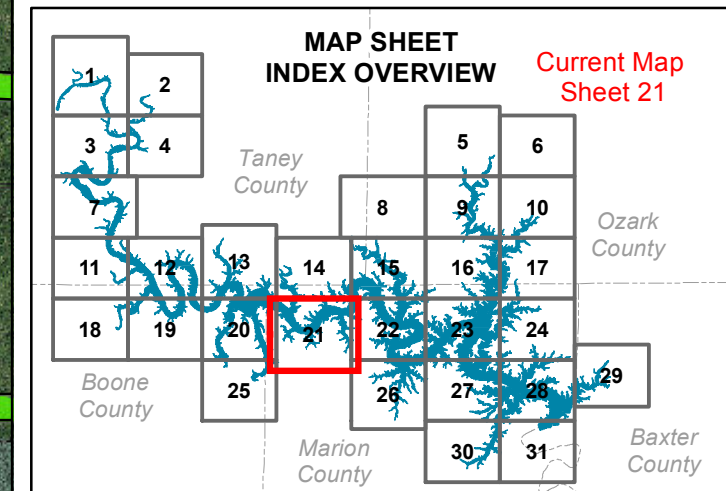 MAP SHEET
INDEX OVERVIEW
Current Map
Sheet 21
1
2
3
4
5
6
Taney
County
7
8
9
10
Ozark
County
11
12
13
14
15
16
17
18
19
20
21
22
23
24
Boone
County
25
26
27
28
29
Marion
County
30
31
Baxter
County